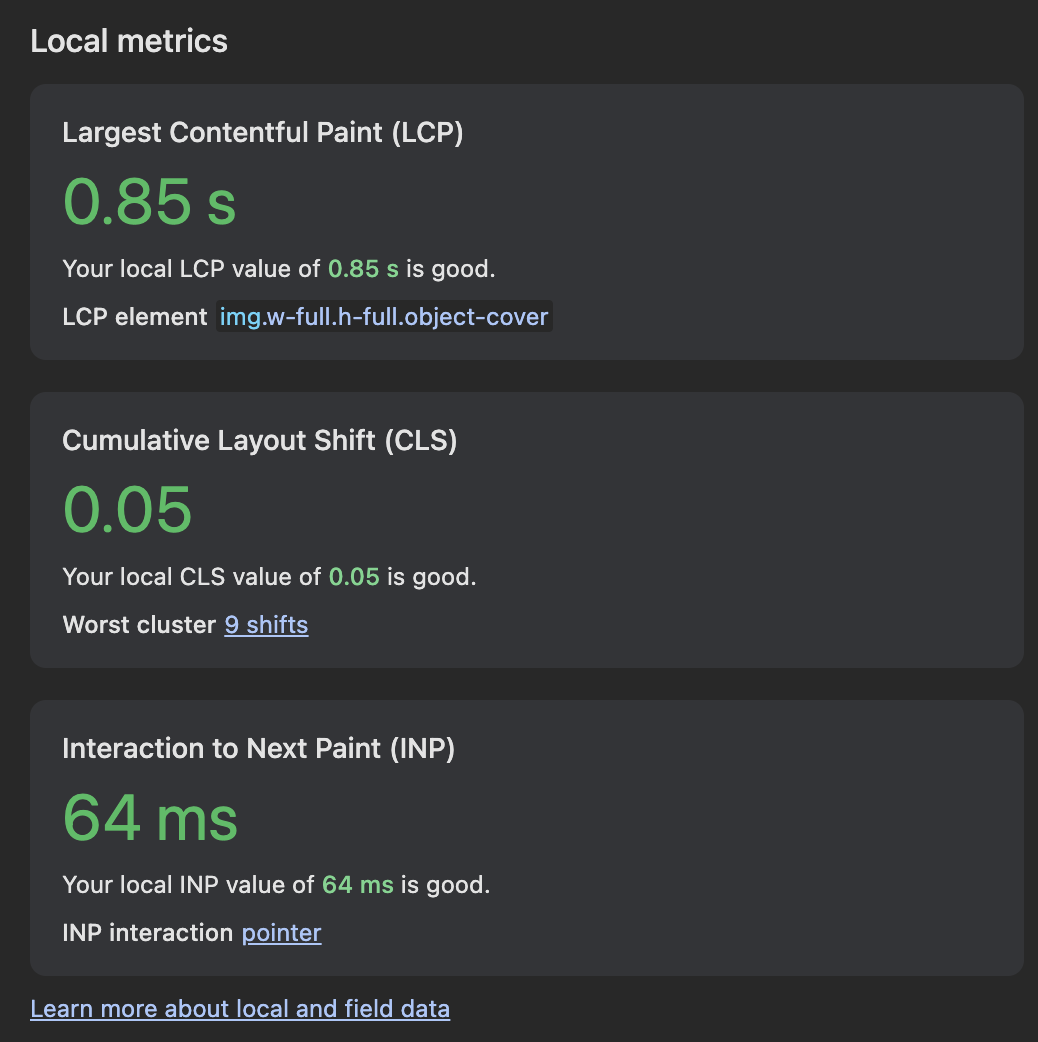 Local metrics
Largest Contentful Paint (LCP)
0.85 s
Your local LCP value of 0.85 s is good.
LCP element img.w-full.h-full.object-cover
Cumulative Layout Shift (CLS)
0.05
Your local CLS value of 0.05 is good.
Worst cluster 9 shifts
Interaction to Next Paint (INP)
64 ms
Your local INP value of 64 ms is good.
INP interaction pointer
Learn more about local and field data